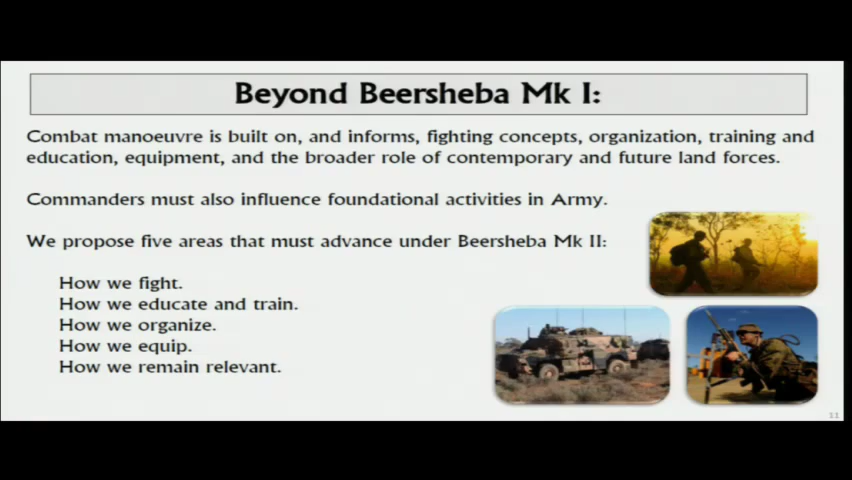 Beyond Beersheba Mk I:
Combat manoeuvre is built on, and informs, fighting concepts, organization, training and
education, equipment, and the broader role of contemporary and future land forces.
Commanders must also influence foundational activities in Army.
We propose five areas that must advance under Beersheba Mk II:
How we fight.
How we educate and train.
How we organize.
How we equip.
How we remain relevant.
11